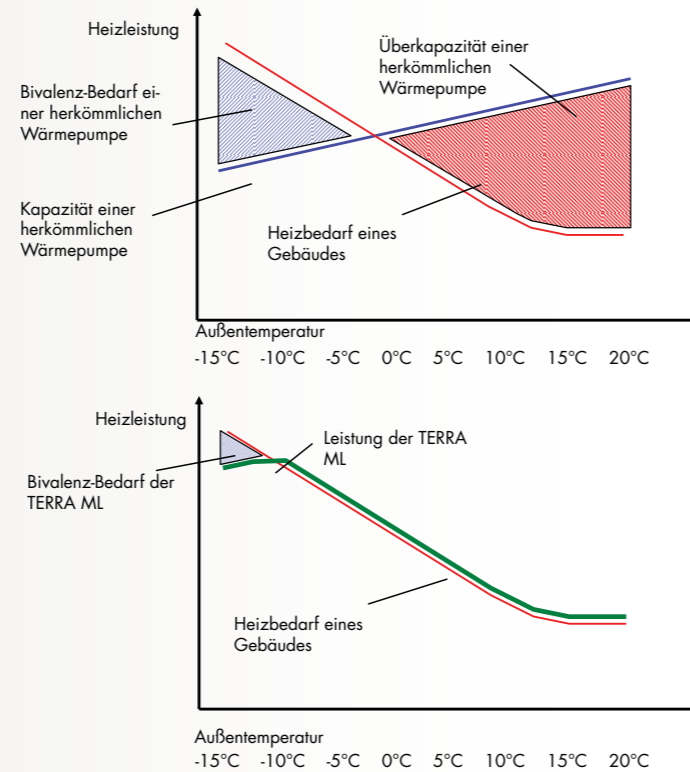 Heizleistung
Überkapazität einer
herkömmlichen
Wärmepumpe
Bivalenz-Bedarf ei-
ner herkömmlichen
Wärmepumpe
Kapazität einer
herkömmlichen
Wärmepumpe
Heizbedarf eines
Gebäudes
Außentemperatur
-15°C -10°C -5°C 0°C 5°C 10°C 15°C 20°C
Heizleistung
Leistung der TERRA
ML
Bivalenz-Bedarf der
TERRA ML
Heizbedarf eines
Gebäudes
Außentemperatur
-15°C -10°C -5°C 0°C 5°C 10°C 15°C 20°C